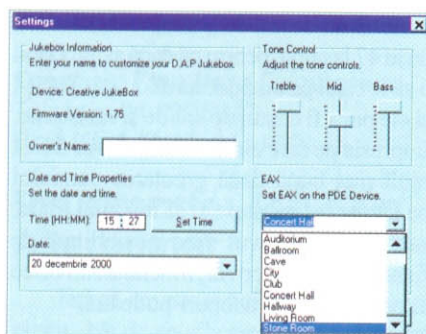 Settings
Jukebox Information
Enter your name to customize your D.A.P Jukebox.
Device: Creative JukeBox
Firmware Version: 1.75
Owner's Name:
Tone Control
Adjust the tone controls.
Treble Mid Bass
Date and Time Properties
Set the date and time.
Time (HH:MM): 15 : 27 Set Time
Date:
20 decembrie 2000
EAX
Set EAX on the PDE Device.
Concert Hall
Auditorium
Ballroom
Cave
City
Club
Concert Hall
Hallway
Living Room
Stone Room